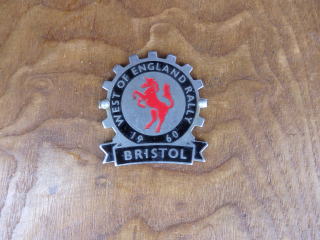 WEST OF ENGLAND RALLY
19 60
BRISTOL